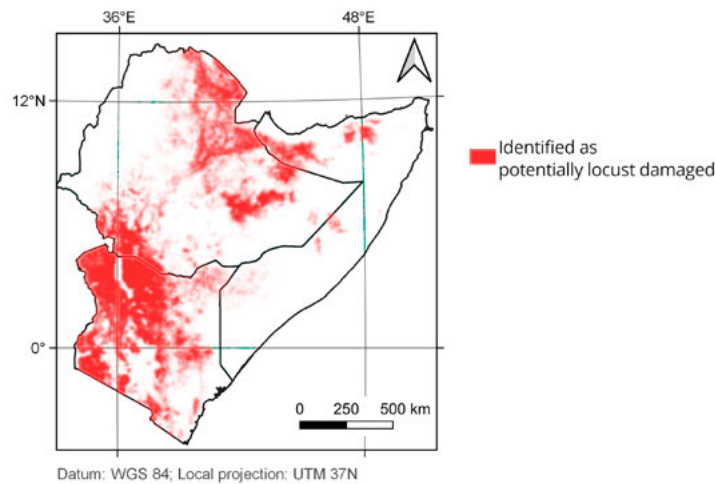 36°E
48°E
12°N
Identified as
potentially locust damaged
0°
0 250 500 km
Datum: WGS 84; Local projection: UTM 37N